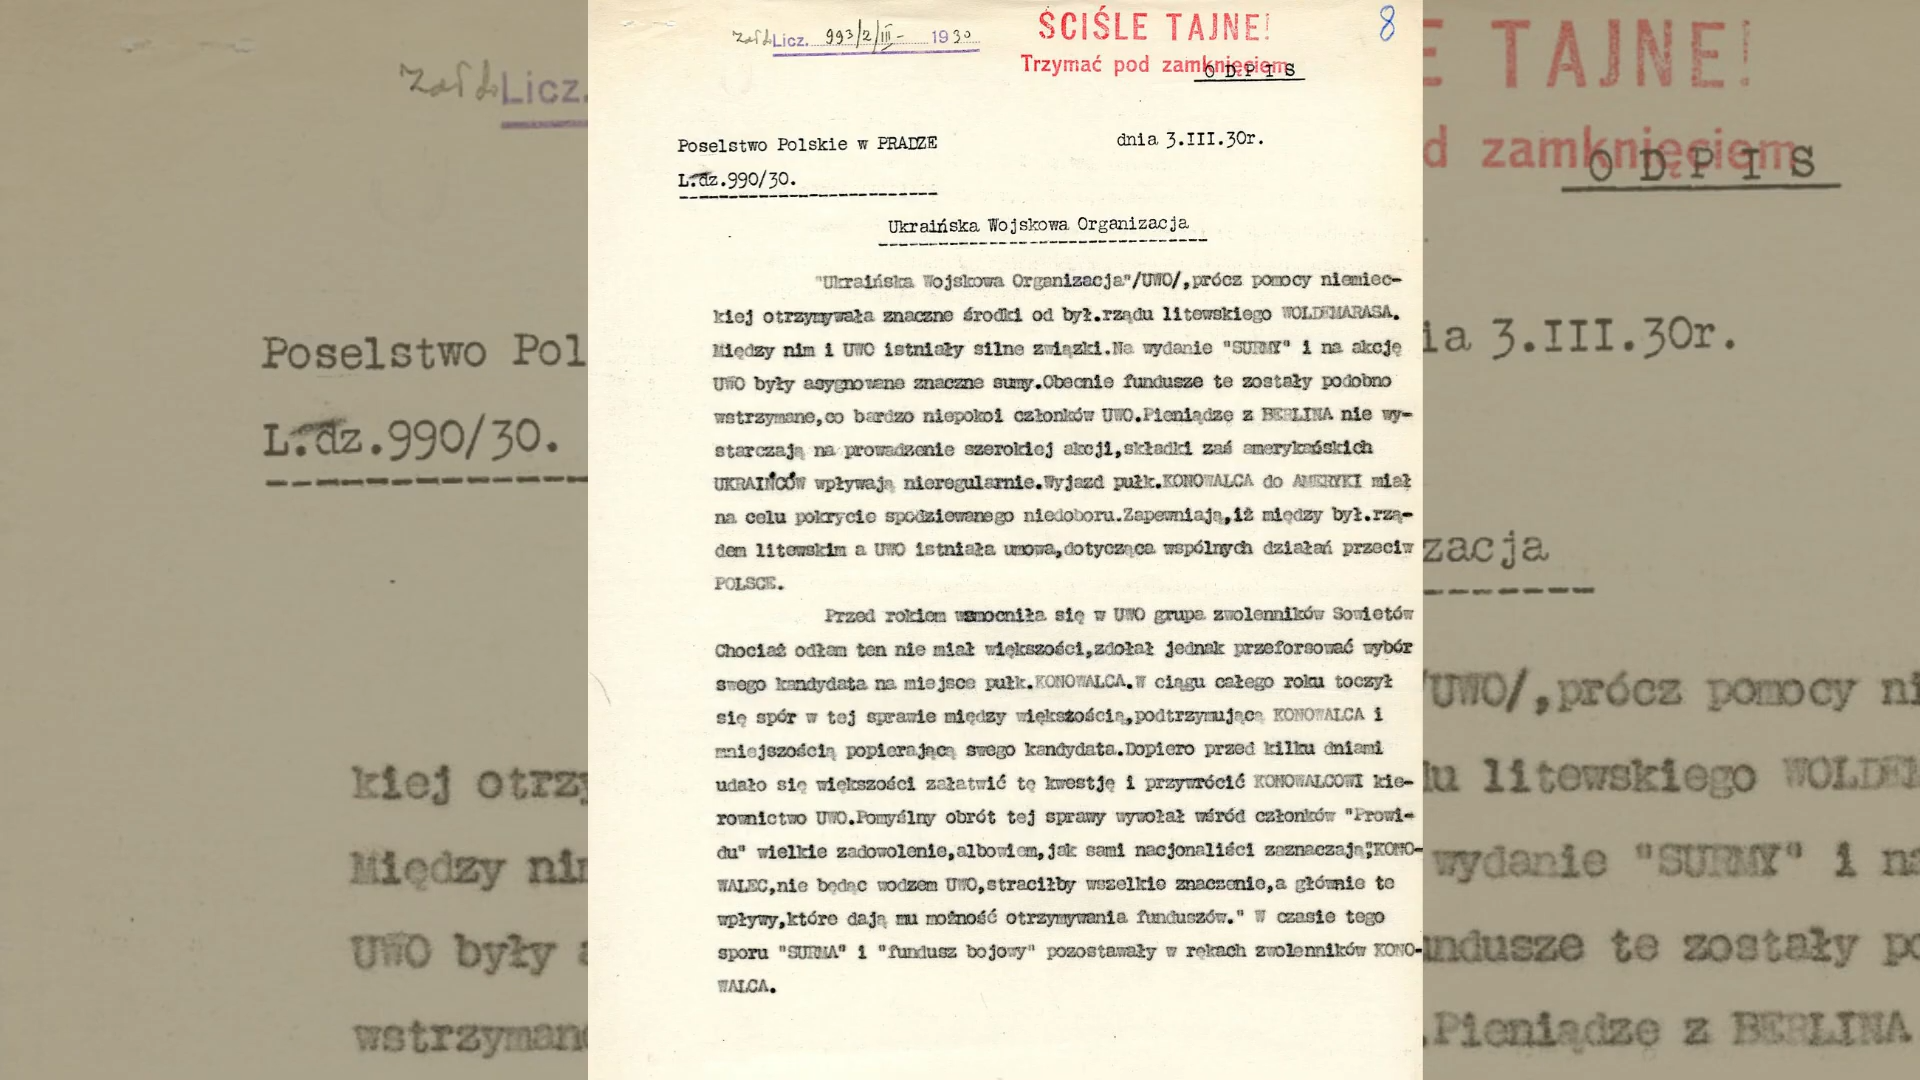 Zał.do Licz. 993/2/III- 1930
ŚCIŚLE TAJNE!
8
Trzymać pod zamknięciem
O D P I S
Poselstwo Polskie w PRADZE
dnia 3.III.30r.
L.dz.990/30.
Ukraińska Wojskowa Organizacja
"Ukraińska Wojskowa Organizacja"/UWO/,prócz pomocy niemiec-
kiej otrzymywała znaczne środki od był.rządu litewskiego WOLDEMARASA.
Między nim i UWO istniały silne związki.Na wydanie "SURMY" i na akcję
UWO były asygnowane znaczne sumy.Obecnie fundusze te zostały podobno
wstrzymane,co bardzo niepokoi członków UWO.Pieniądze z BERLINA nie wy-
starczają na prowadzenie szerokiej akcji,składki zaś amerykańskich
UKRAIŃCÓW wpływają nieregularnie.Wyjazd pułk.KONOWALCA do AMERYKI miał
na celu pokrycie spodziewanego niedoboru.Zapewniają,iż między był.rzą-
dem litewskim a UWO istniała umowa,dotycząca wspólnych działań przeciw
POLSCE.
Przed rokiem wzmocniła się w UWO grupa zwolenników Sowietów
Chociaż odłam ten nie miał większości,zdołał jednak przeforsować wybór
swego kandydata na miejsce pułk.KONOWALCA.W ciągu całego roku toczył
się spór w tej sprawie między większością,podtrzymującą KONOWALCA i
mniejszością popierającą swego kandydata.Dopiero przed kilku dniami
udało się większości załatwić tę kwestję i przywrócić KONOWALCOWI kie-
rownictwo UWO.Pomyślny obrót tej sprawy wywołał wśród członków "Prowi-
du" wielkie zadowolenie,albowiem,jak sami nacjonaliści zaznaczają,"KONO-
WALEC,nie będąc wodzem UWO,straciłby wszelkie znaczenie,a głównie te
wpływy,które dają mu możność otrzymywania funduszów." W czasie tego
sporu "SURMA" i "fundusz bojowy" pozostawały w rękach zwolenników KONO-
WALCA.